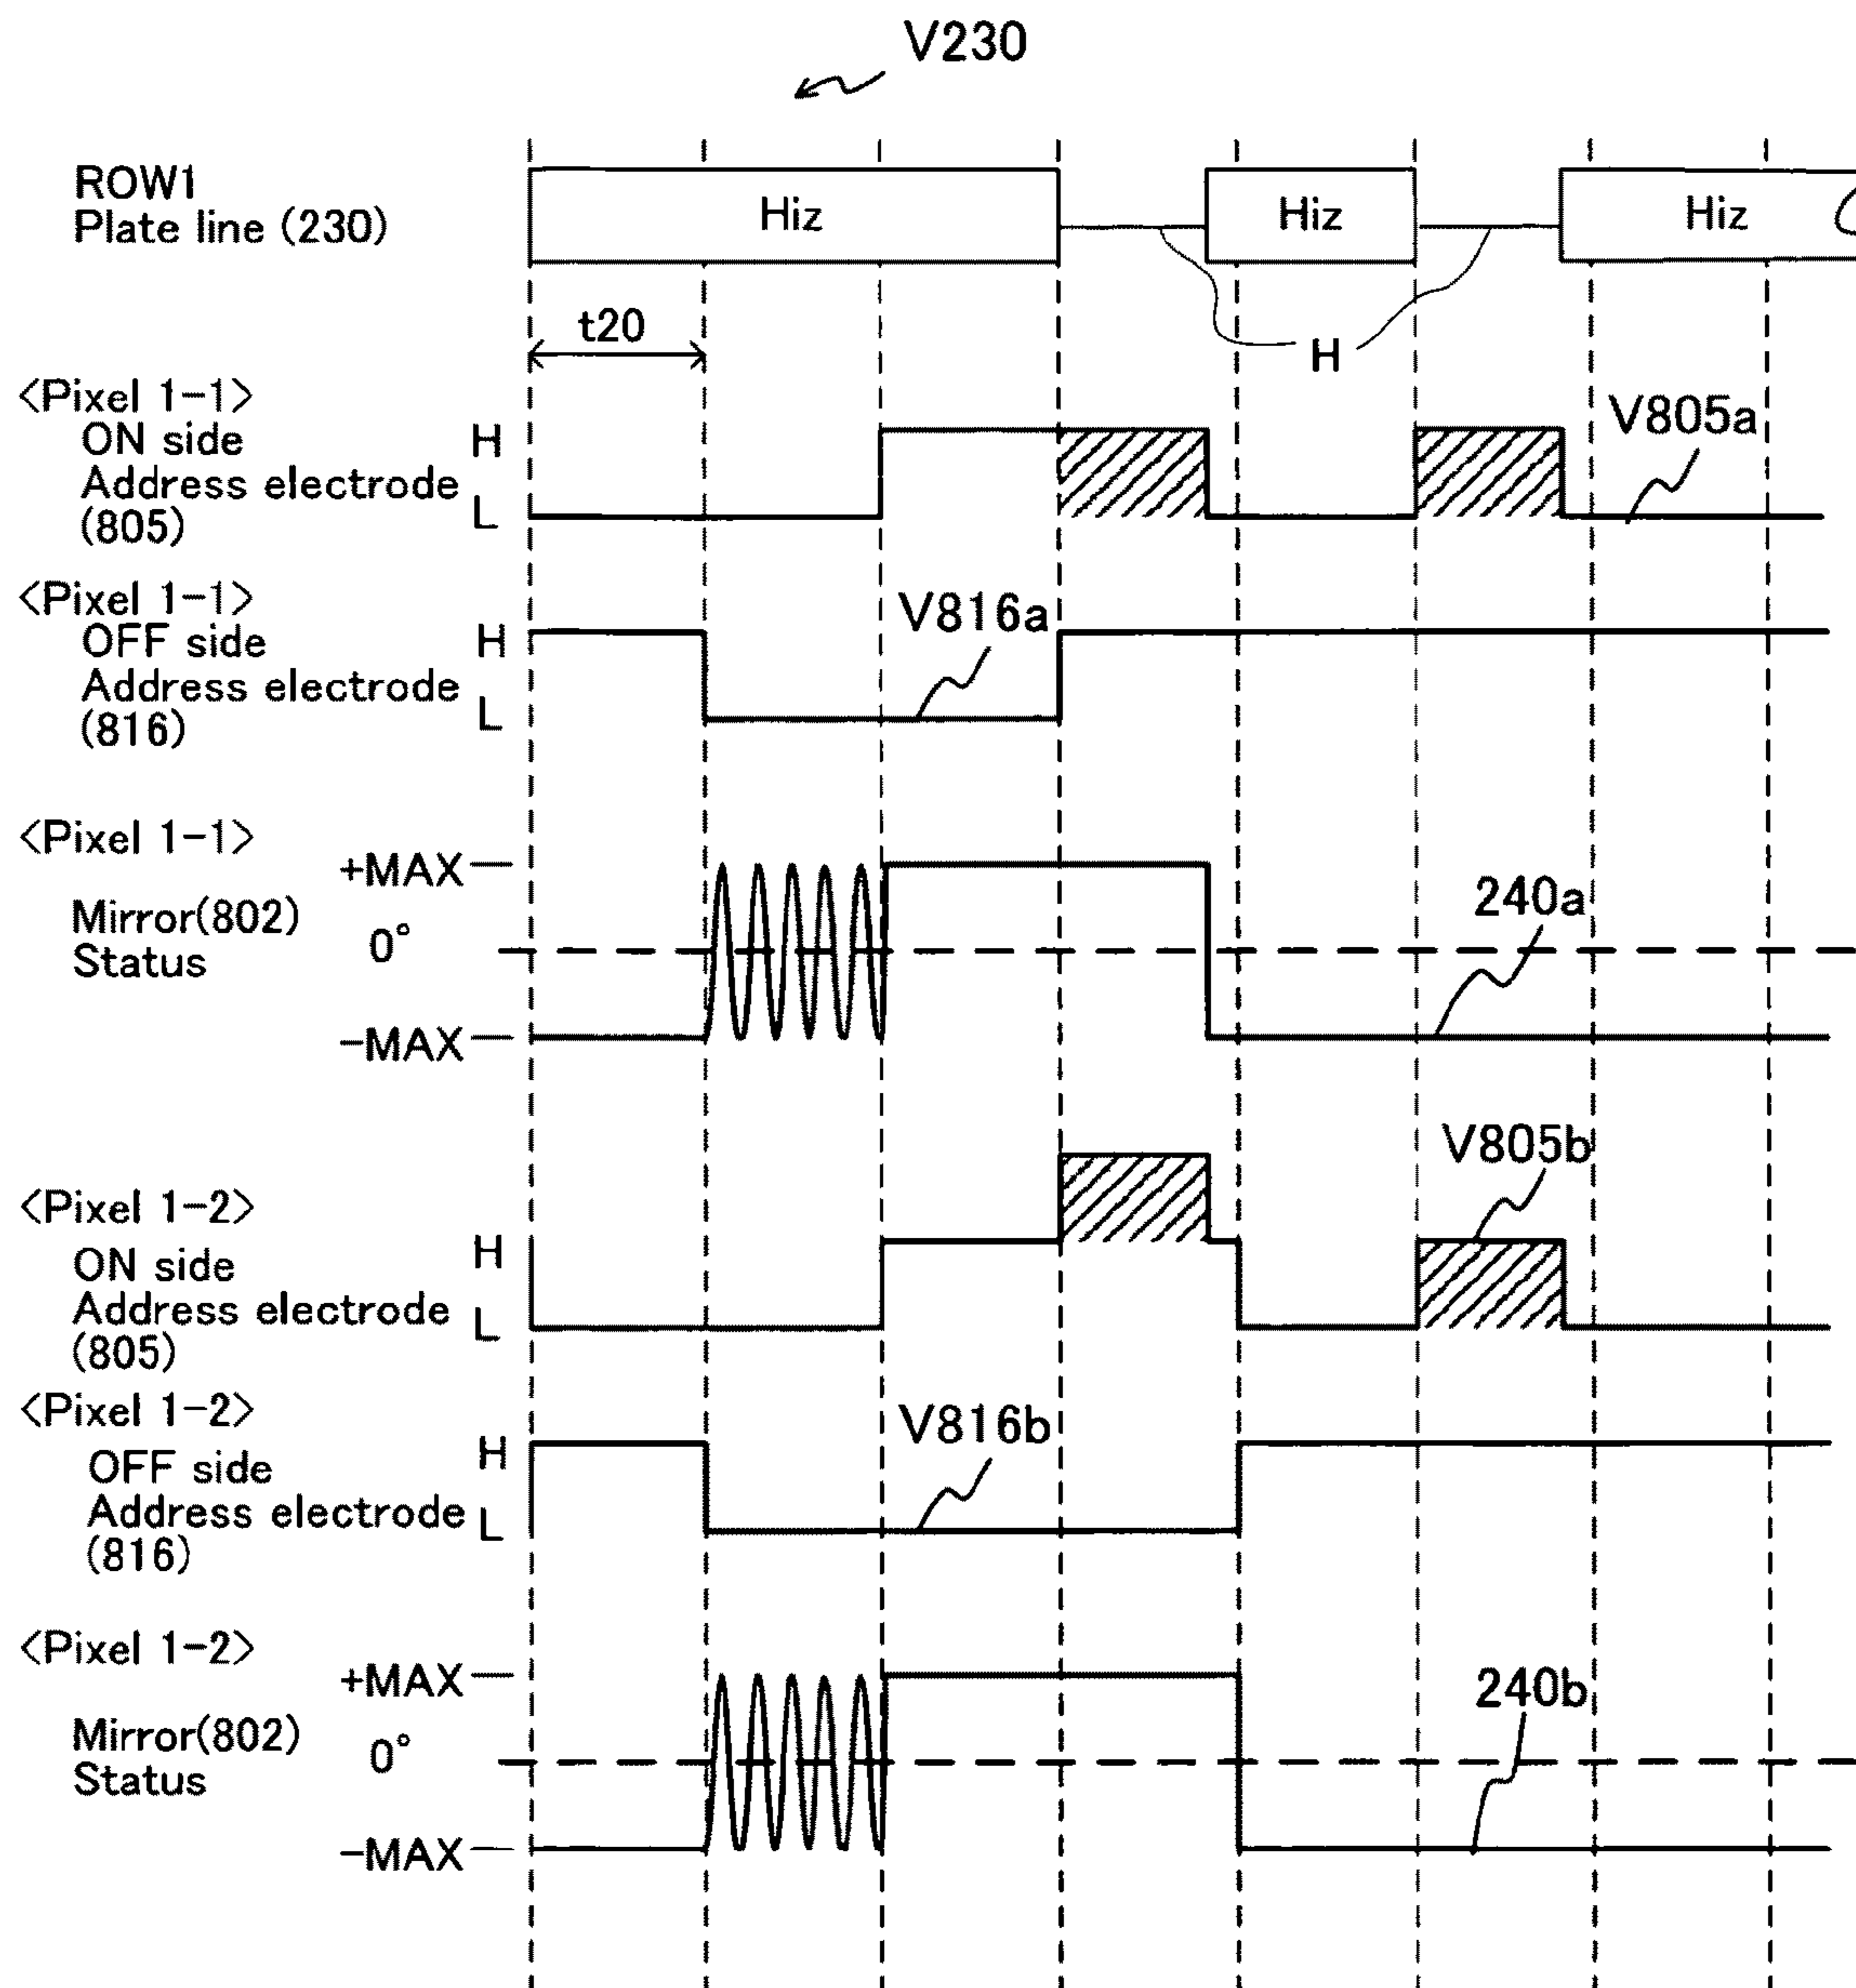 V230
ROW1
Plate line (230)
Hiz
Hiz
Hiz
t20
H
<Pixel 1-1>
ON side
Address electrode
(805)
H
L
V805a
<Pixel 1-1>
OFF side
Address electrode
(816)
H
L
V816a
<Pixel 1-1>
Mirror(802)
Status
+MAX
0°
-MAX
240a
<Pixel 1-2>
ON side
Address electrode
(805)
H
L
V805b
<Pixel 1-2>
OFF side
Address electrode
(816)
H
L
V816b
<Pixel 1-2>
Mirror(802)
Status
+MAX
0°
-MAX
240b